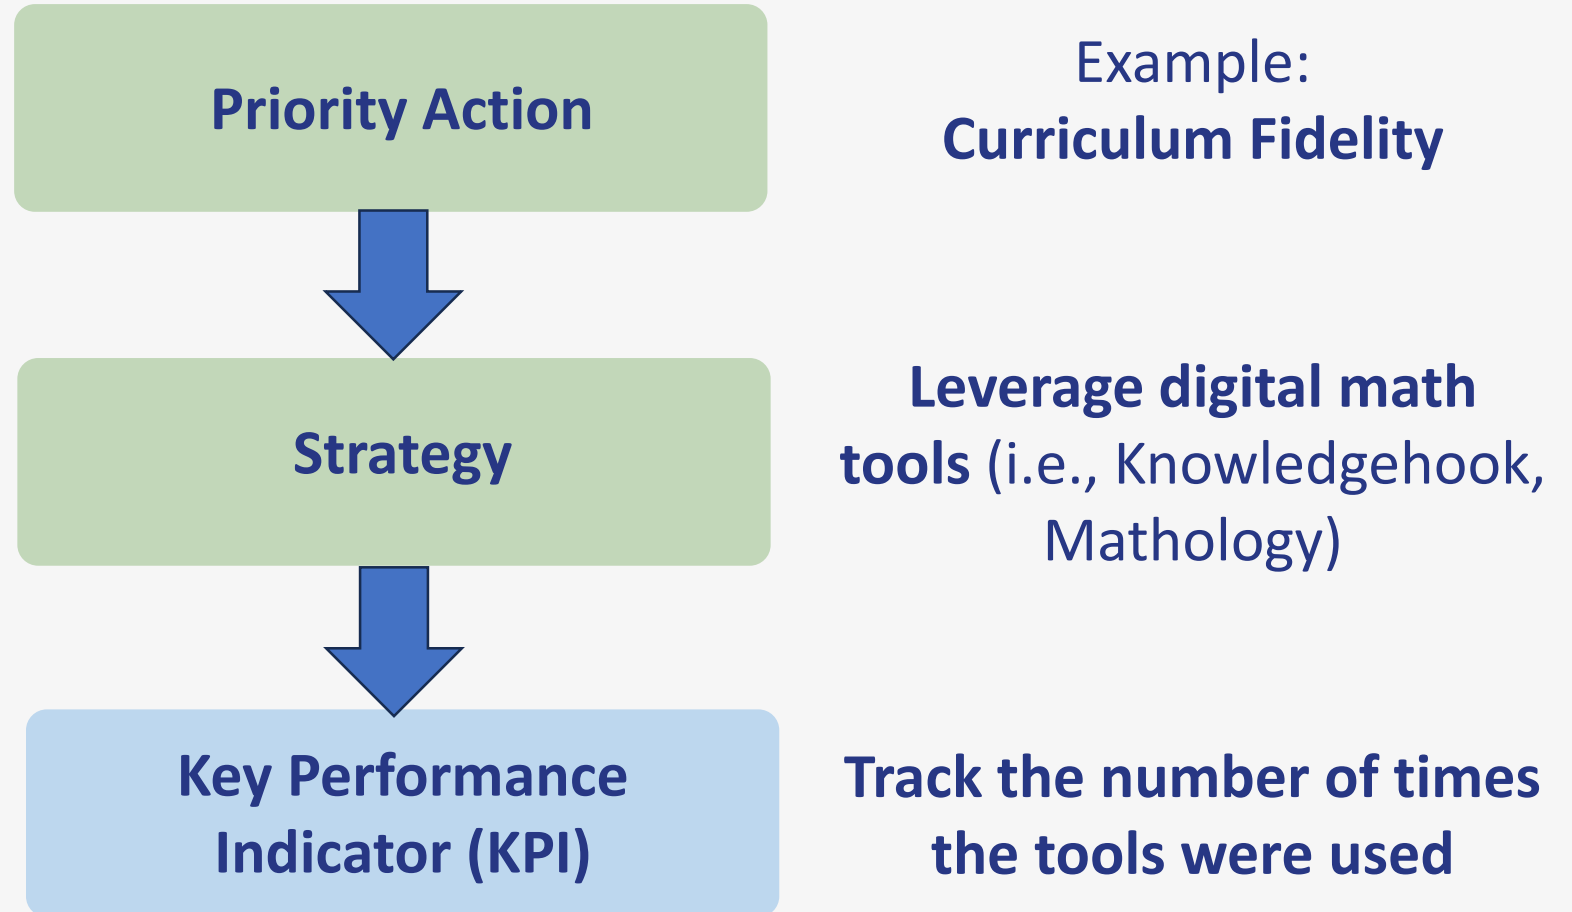 Priority Action
Example:
Curriculum Fidelity
Strategy
Leverage digital math
tools (i.e., Knowledgehook,
Mathology)
Key Performance
Indicator (KPI)
Track the number of times
the tools were used